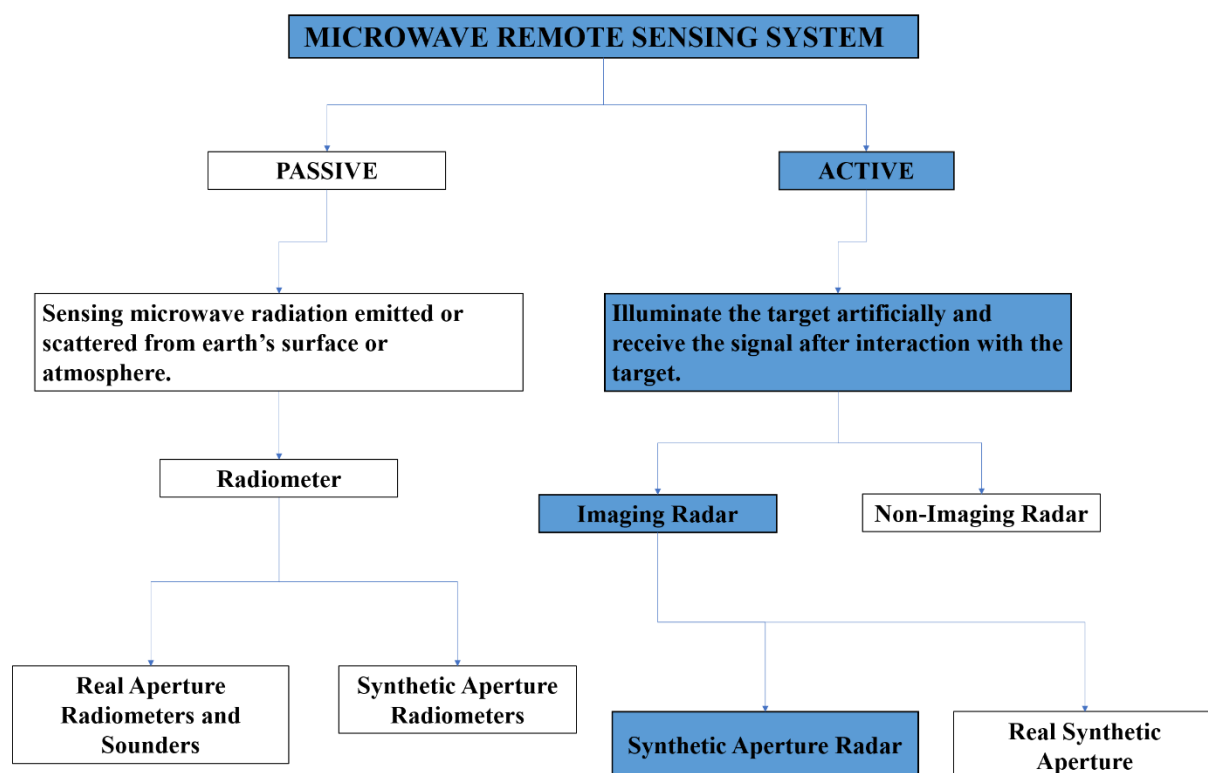 MICROWAVE REMOTE SENSING SYSTEM
PASSIVE
ACTIVE
Sensing microwave radiation emitted or
scattered from earth's surface or
atmosphere.
Illuminate the target artificially and
receive the signal after interaction with the
target.
Radiometer
Imaging Radar
Non-Imaging Radar
Real Aperture
Radiometers and
Sounders
Synthetic Aperture
Radiometers
Synthetic Aperture Radar
Real Synthetic
Aperture